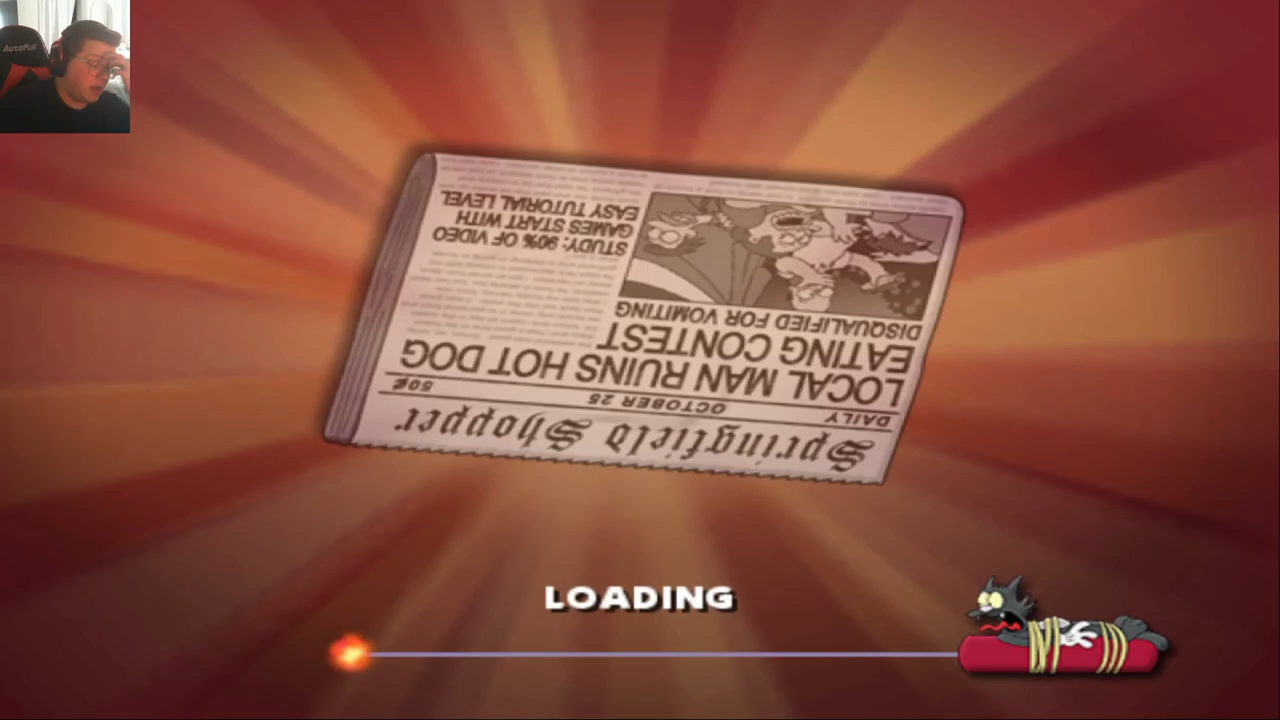 AutoFull
Springfield Shopper
DAILY OCTOBER 25 50¢
LOCAL MAN RUINS HOT DOG
EATING CONTEST
DISQUALIFIED FOR VOMITING
STUDY: 90% OF VIDEO
GAMES START WITH
EASY TUTORIAL LEVEL
LOADING